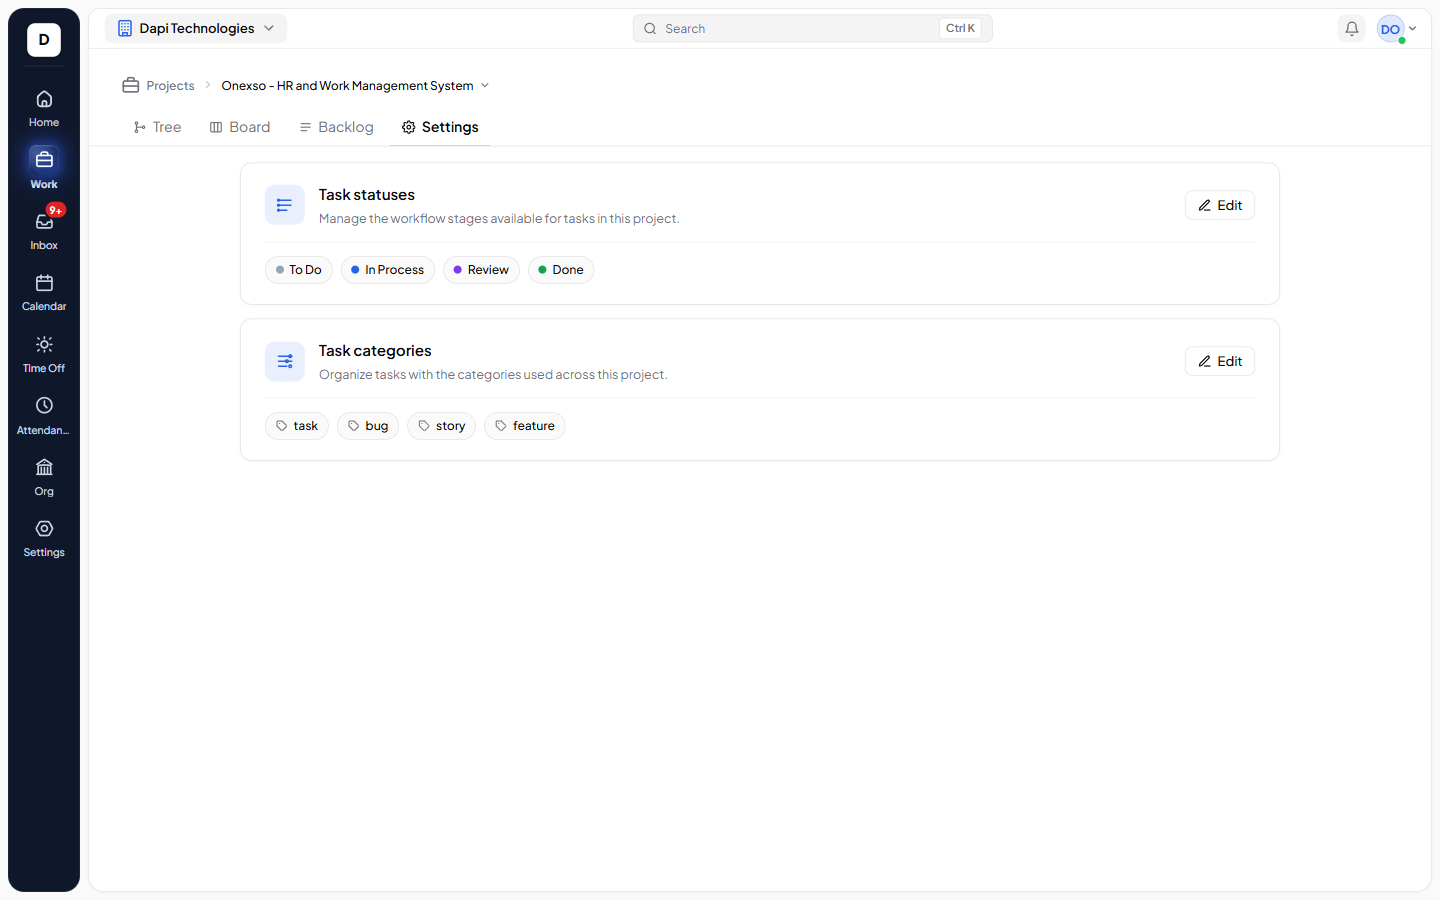 D
Dapi Technologies
Search
Ctrl K
DO
Home
Work
9+
Inbox
Calendar
Time Off
Attendan...
Org
Settings
Projects
Onexso - HR and Work Management System
Tree
Board
Backlog
Settings
Task statuses
Manage the workflow stages available for tasks in this project.
Edit
To Do
In Process
Review
Done
Task categories
Organize tasks with the categories used across this project.
Edit
task
bug
story
feature